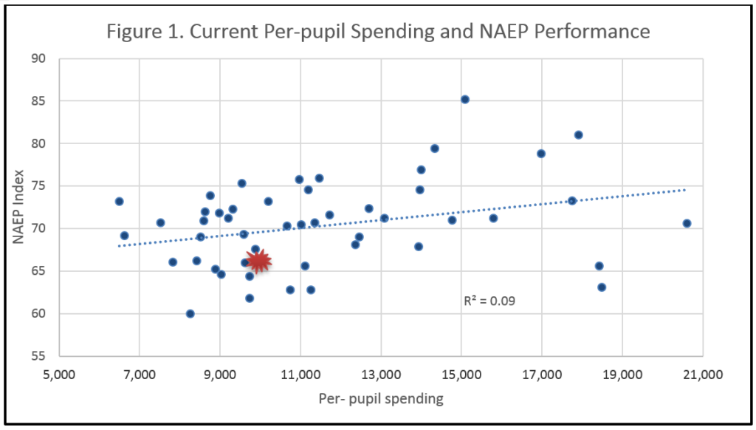 Figure 1. Current Per-pupil Spending and NAEP Performance
90
85
80
75
70
65
60
55
NAEP Index
R² = 0.09
5,000 7,000 9,000 11,000 13,000 15,000 17,000 19,000 21,000
Per- pupil spending